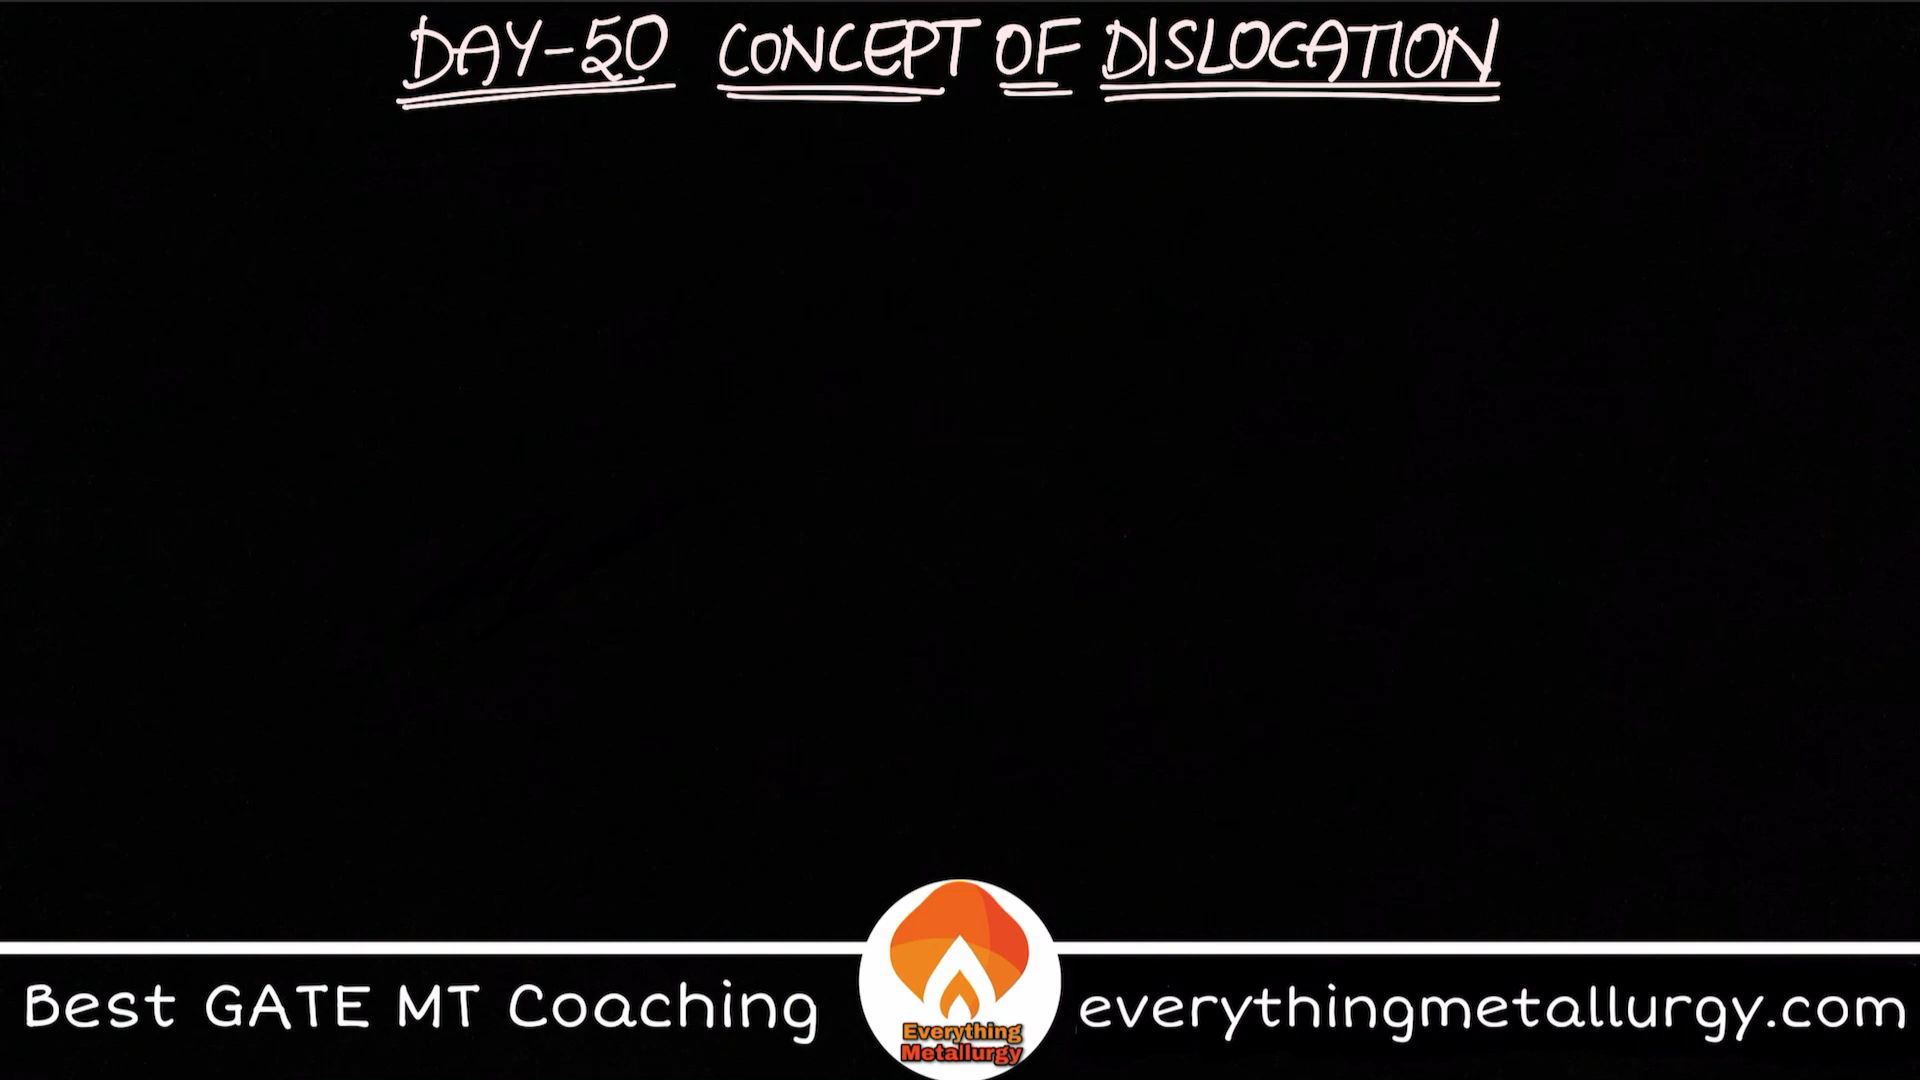 DAY-50 CONCEPT OF DISLOCATION
Best GATE MT Coaching
Everything
Metallurgy
everythingmetallurgy.com